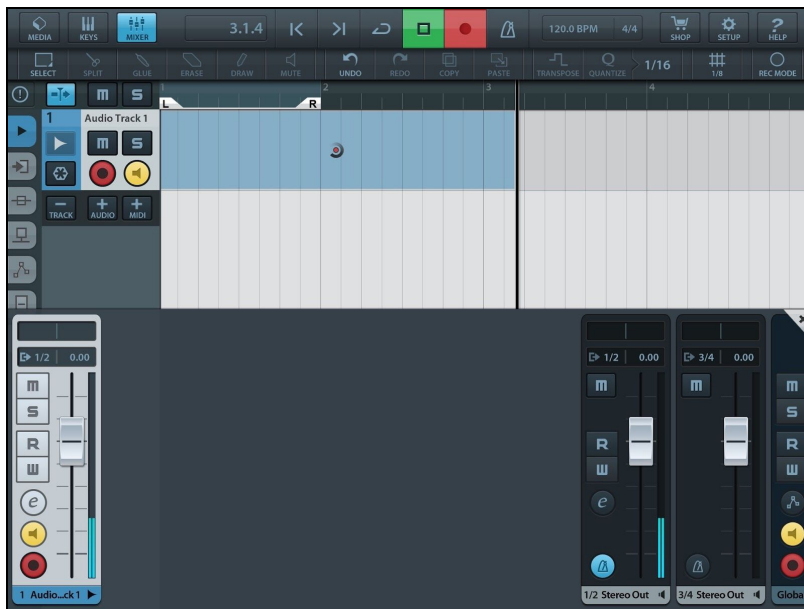 MEDIA
KEYS
MIXER
3.1.4
120.0 BPM 4/4
SHOP
SETUP
?
HELP
SELECT
SPLIT
GLUE
ERASE
DRAW
MUTE
UNDO
REDO
COPY
PASTE
TRANSPOSE
Q
QUANTIZE
1/16
1/8
REC MODE
m S
1 2 3 4
L R
1 Audio Track 1
m S
TRACK
AUDIO
MIDI
1/2 0.00
m
S
R
W
e
1 Audio...ck 1
1/2 0.00
m
R
W
e
1/2 Stereo Out
3/4 0.00
m
3/4 Stereo Out
m
S
R
W
Globa